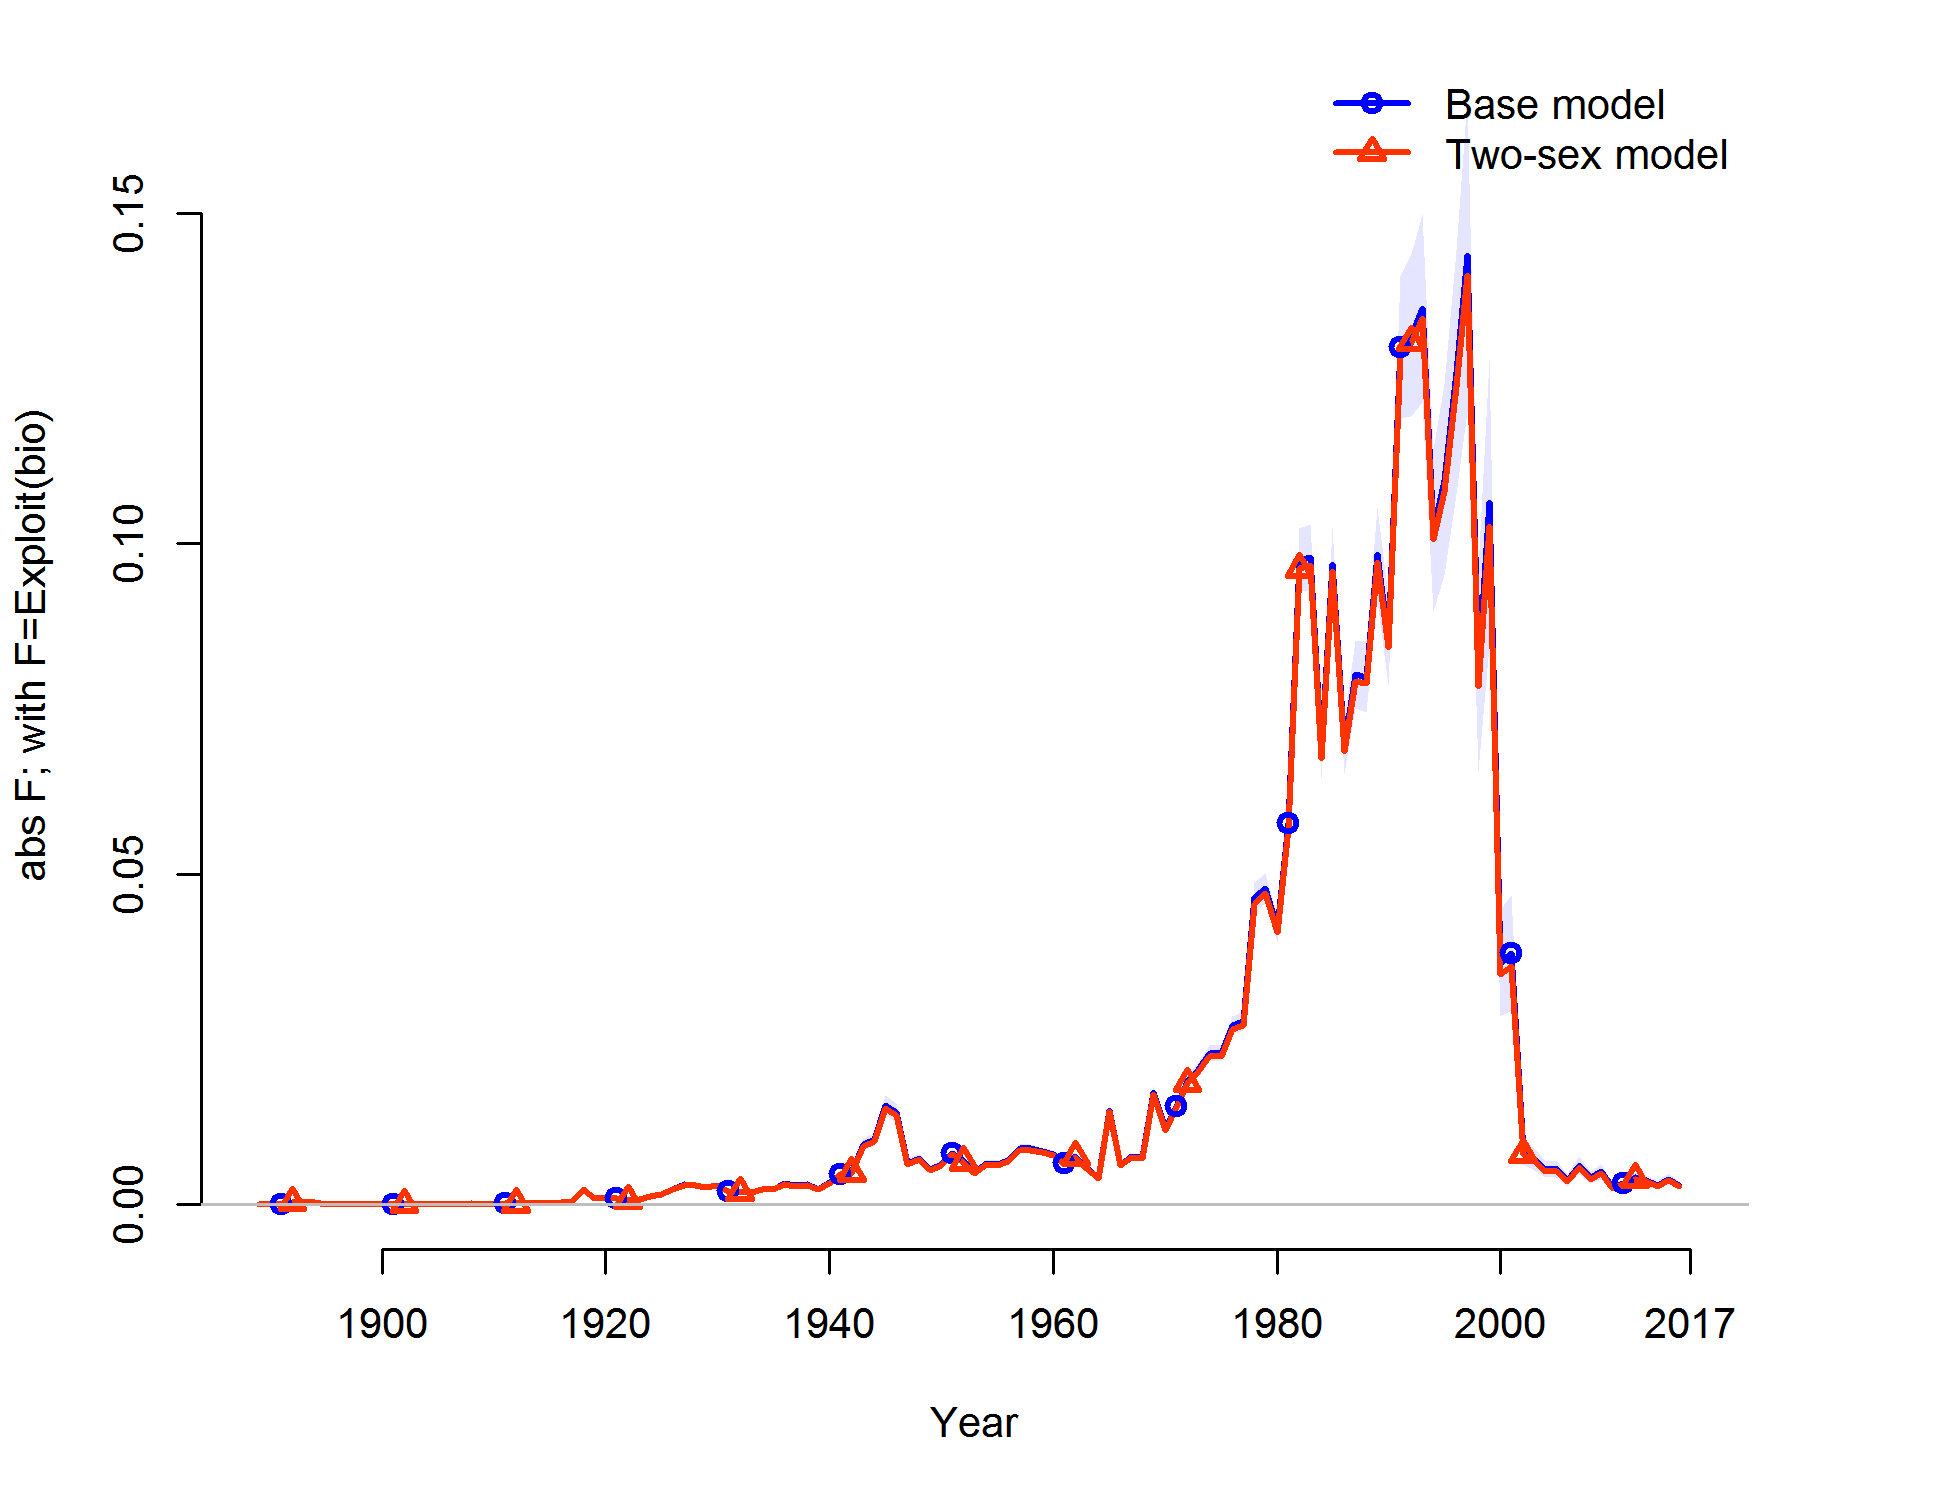 Base model
Two-sex model
0.15
0.10
0.05
0.00
abs F; with F=Exploit(bio)
1900 1920 1940 1960 1980 2000 2017
Year